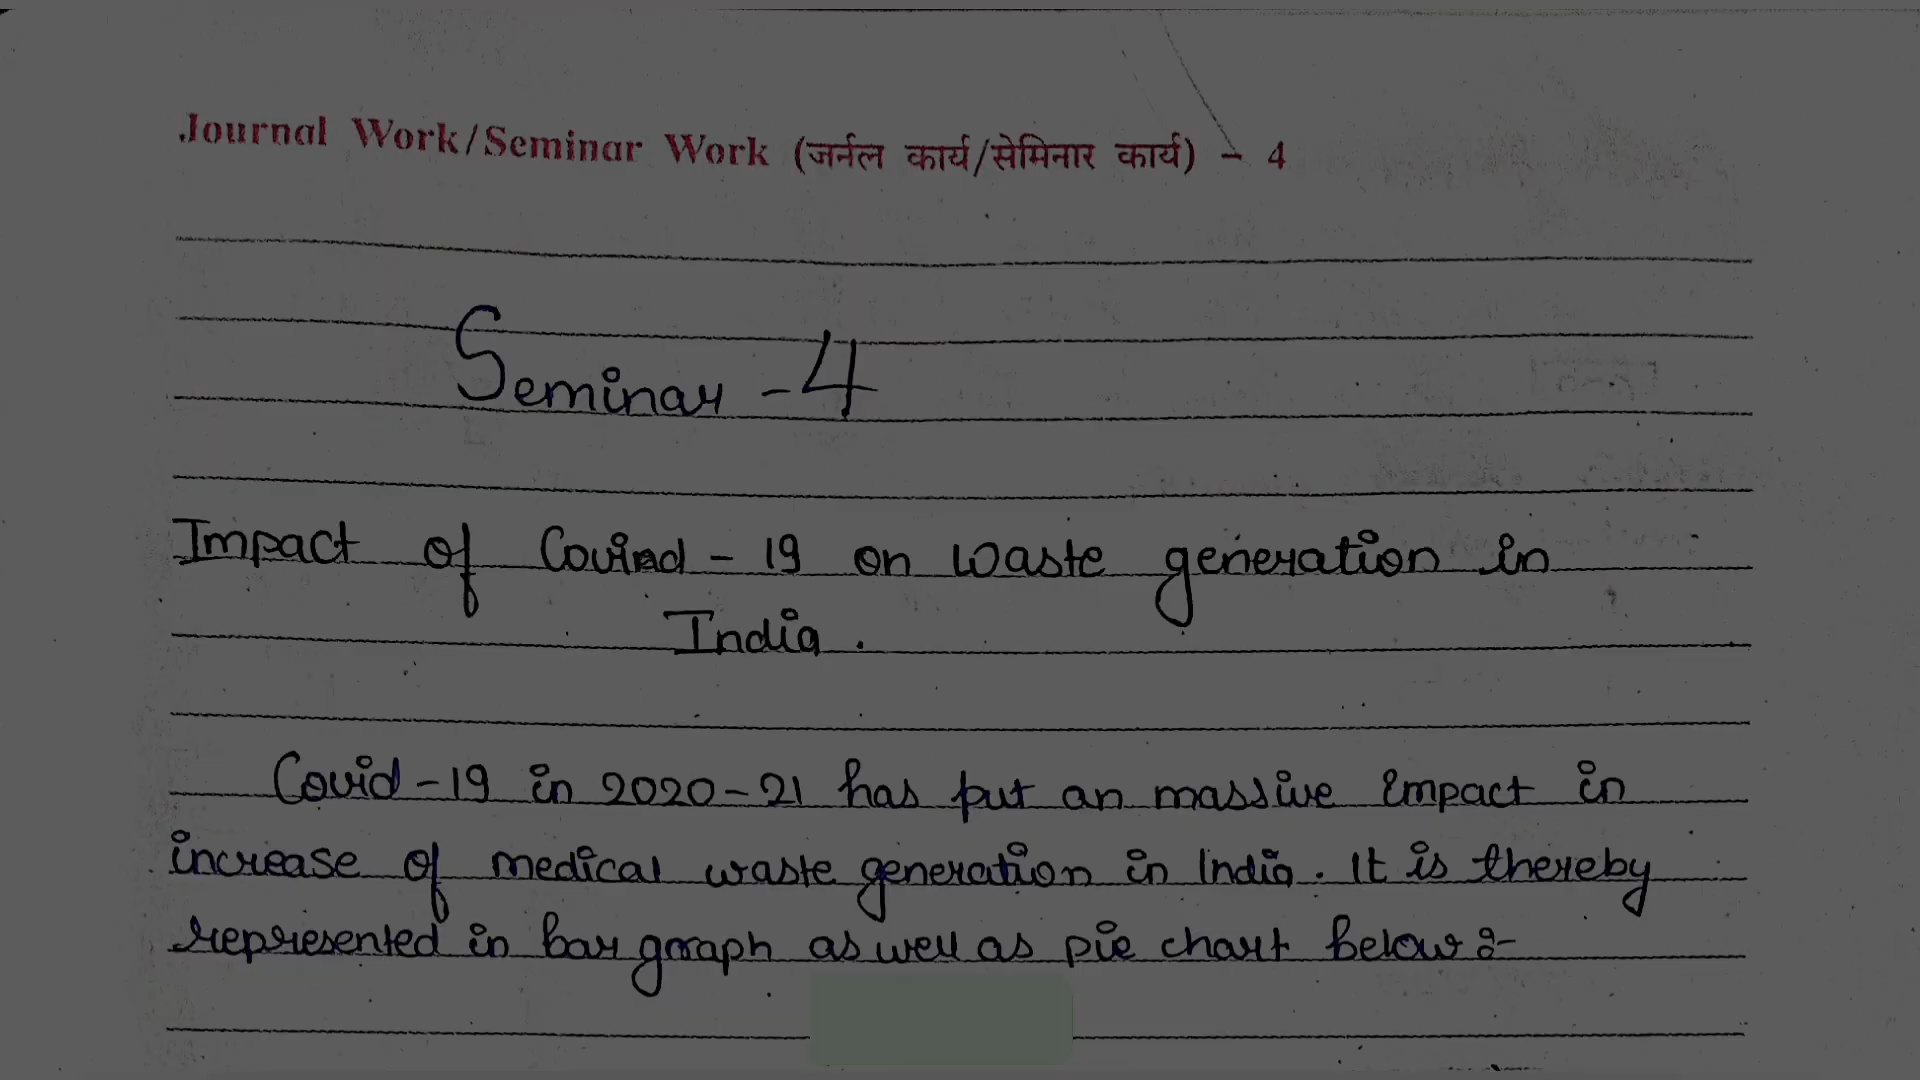 Journal Work/Seminar Work (जर्नल कार्य/सेमिनार कार्य) - 4
Seminar - 4
Impact of Covind - 19 on waste generation in
India.
Covid - 19 in 2020-21 has put an massive impact in
increase of medical waste generation in India. It is thereby
represented in bar graph as well as pie chart below :-